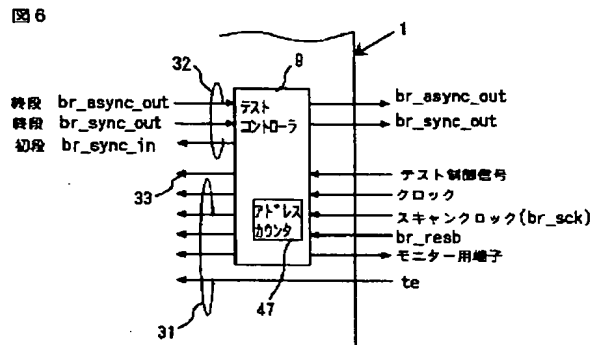 図6
1
32
9
終段 br_async_out
終段 br_sync_out
初段 br_sync_in
テスト
コントローラ
br_async_out
br_sync_out
33
テスト制御信号
クロック
スキャンクロック(br_sck)
br_resb
モニター用端子
アドレス
カウンタ
te
31
47